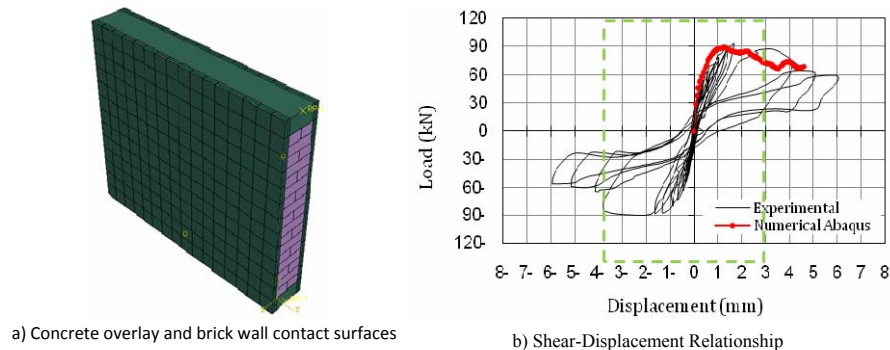 120
90
60
30
0
30-
60-
90-
120-
Load (kN)
Experimental
Numerical Abaqus
8- 7- 6- 5- 4- 3- 2- 1- 0 1 2 3 4 5 6 7 8
Displacement (mm)
a) Concrete overlay and brick wall contact surfaces
b) Shear-Displacement Relationship